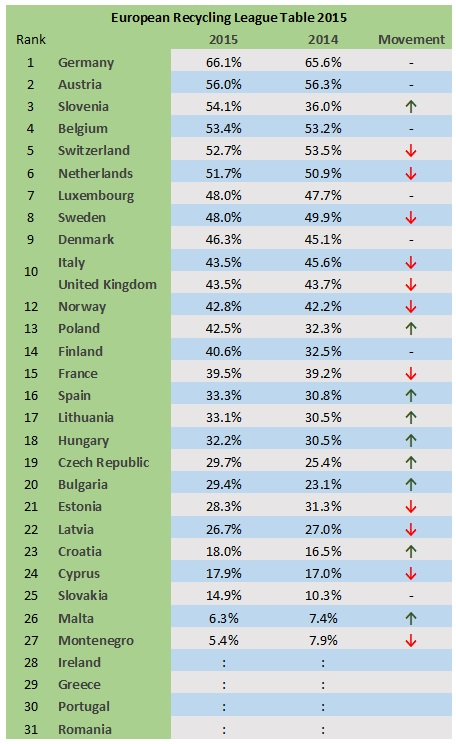 European Recycling League Table 2015
Rank 2015 2014 Movement
1 Germany 66.1% 65.6% -
2 Austria 56.0% 56.3% -
3 Slovenia 54.1% 36.0% ↑
4 Belgium 53.4% 53.2% -
5 Switzerland 52.7% 53.5% ↓
6 Netherlands 51.7% 50.9% ↓
7 Luxembourg 48.0% 47.7% -
8 Sweden 48.0% 49.9% ↓
9 Denmark 46.3% 45.1% -
10 Italy 43.5% 45.6% ↓
United Kingdom 43.5% 43.7% ↓
12 Norway 42.8% 42.2% ↓
13 Poland 42.5% 32.3% ↑
14 Finland 40.6% 32.5% -
15 France 39.5% 39.2% ↓
16 Spain 33.3% 30.8% ↑
17 Lithuania 33.1% 30.5% ↑
18 Hungary 32.2% 30.5% ↑
19 Czech Republic 29.7% 25.4% ↑
20 Bulgaria 29.4% 23.1% ↑
21 Estonia 28.3% 31.3% ↓
22 Latvia 26.7% 27.0% ↓
23 Croatia 18.0% 16.5% ↑
24 Cyprus 17.9% 17.0% ↓
25 Slovakia 14.9% 10.3% -
26 Malta 6.3% 7.4% ↑
27 Montenegro 5.4% 7.9% ↓
28 Ireland : :
29 Greece : :
30 Portugal : :
31 Romania : :